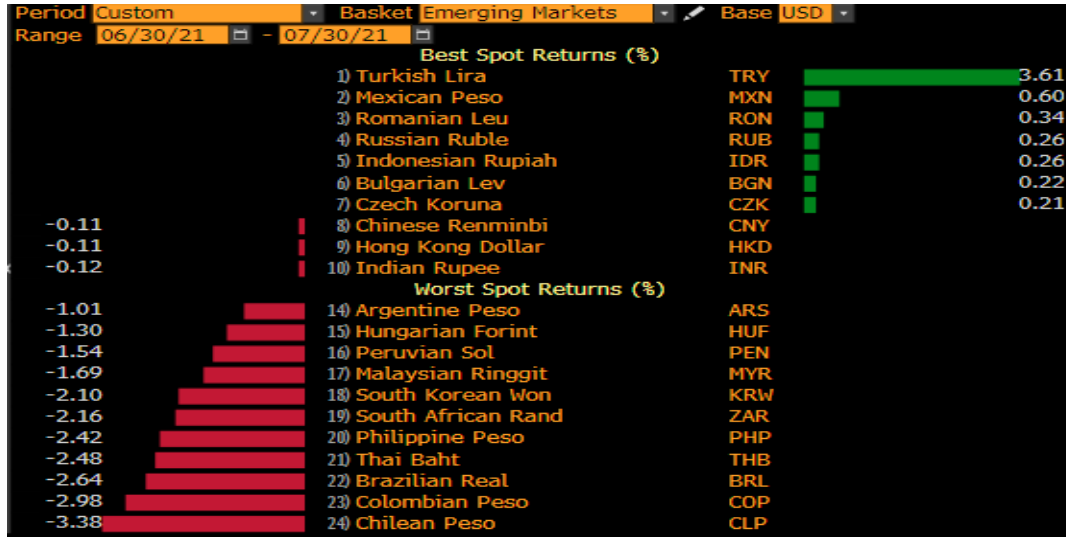 Period Custom Basket Emerging Markets Base USD
Range 06/30/21 - 07/30/21
Best Spot Returns (%)
1) Turkish Lira TRY 3.61
2) Mexican Peso MXN 0.60
3) Romanian Leu RON 0.34
4) Russian Ruble RUB 0.26
5) Indonesian Rupiah IDR 0.26
6) Bulgarian Lev BGN 0.22
7) Czech Koruna CZK 0.21
-0.11 8) Chinese Renminbi CNY
-0.11 9) Hong Kong Dollar HKD
-0.12 10) Indian Rupee INR
Worst Spot Returns (%)
-1.01 14) Argentine Peso ARS
-1.30 15) Hungarian Forint HUF
-1.54 16) Peruvian Sol PEN
-1.69 17) Malaysian Ringgit MYR
-2.10 18) South Korean Won KRW
-2.16 19) South African Rand ZAR
-2.42 20) Philippine Peso PHP
-2.48 21) Thai Baht THB
-2.64 22) Brazilian Real BRL
-2.98 23) Colombian Peso COP
-3.38 24) Chilean Peso CLP